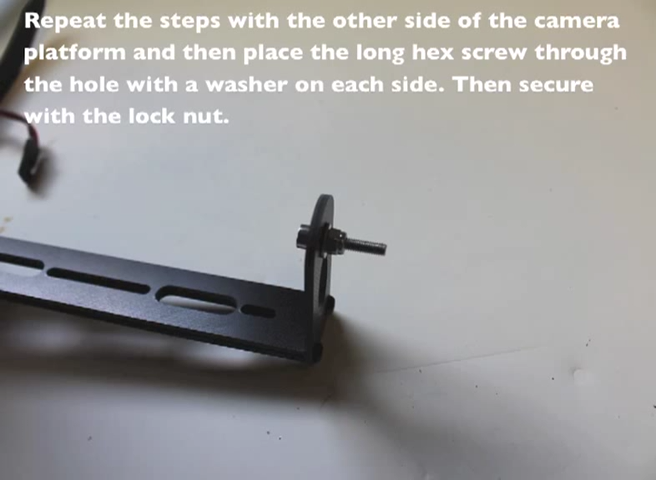 Repeat the steps with the other side of the camera
platform and then place the long hex screw through
the hole with a washer on each side. Then secure
with the lock nut.